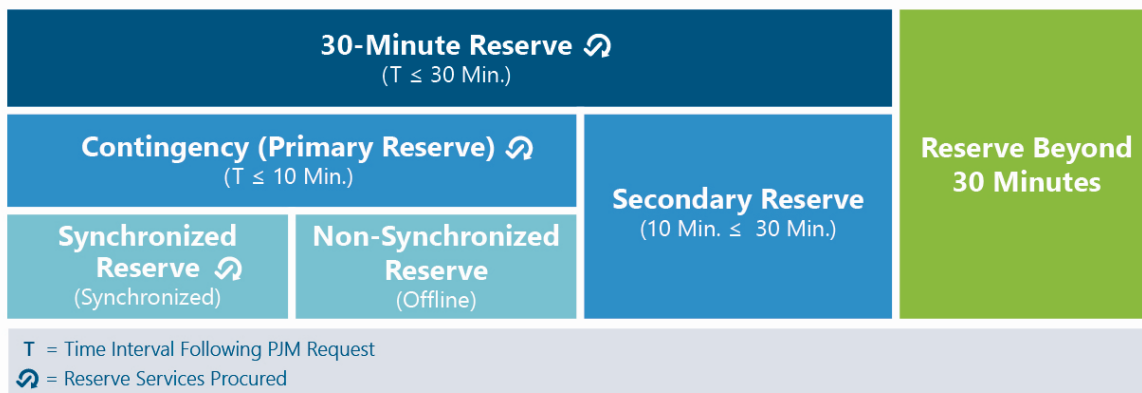 30-Minute Reserve
(T ≤ 30 Min.)
Contingency (Primary Reserve)
(T ≤ 10 Min.)
Synchronized
Reserve
(Synchronized)
Non-Synchronized
Reserve
(Offline)
Secondary Reserve
(10 Min. ≤ 30 Min.)
Reserve Beyond
30 Minutes
T = Time Interval Following PJM Request
= Reserve Services Procured